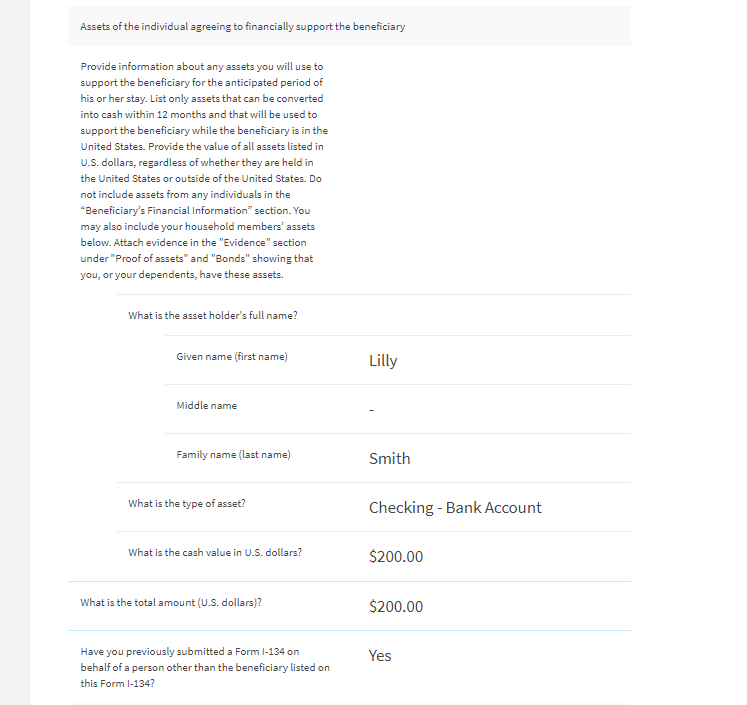 Assets of the individual agreeing to financially support the beneficiary
Provide information about any assets you will use to
support the beneficiary for the anticipated period of
his or her stay. List only assets that can be converted
into cash within 12 months and that will be used to
support the beneficiary while the beneficiary is in the
United States. Provide the value of all assets listed in
U.S. dollars, regardless of whether they are held in
the United States or outside of the United States. Do
not include assets from any individuals in the
“Beneficiary’s Financial Information” section. You
may also include your household members’ assets
below. Attach evidence in the "Evidence" section
under "Proof of assets" and "Bonds" showing that
you, or your dependents, have these assets.
What is the asset holder's full name?
Given name (first name) Lilly
Middle name -
Family name (last name) Smith
What is the type of asset? Checking - Bank Account
What is the cash value in U.S. dollars? $200.00
What is the total amount (U.S. dollars)? $200.00
Have you previously submitted a Form I-134 on Yes
behalf of a person other than the beneficiary listed on
this Form I-134?